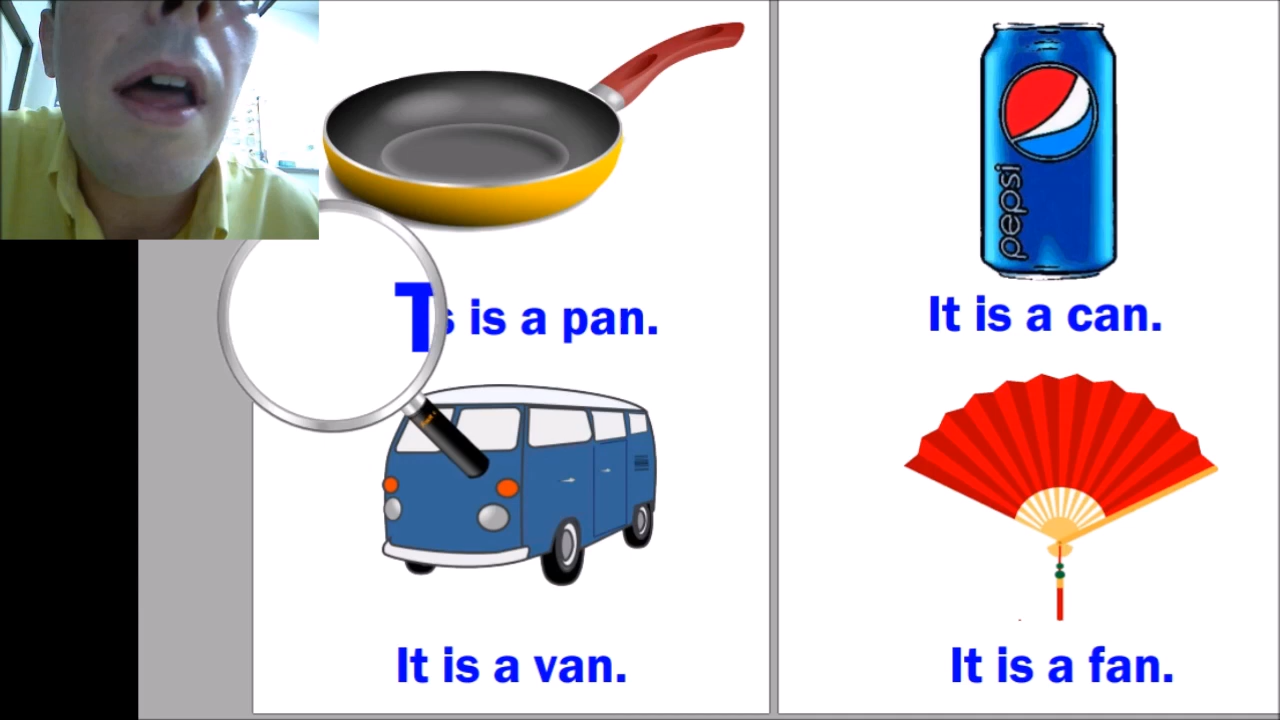 pepsi
T s is a pan.
It is a can.
It is a van.
It is a fan.